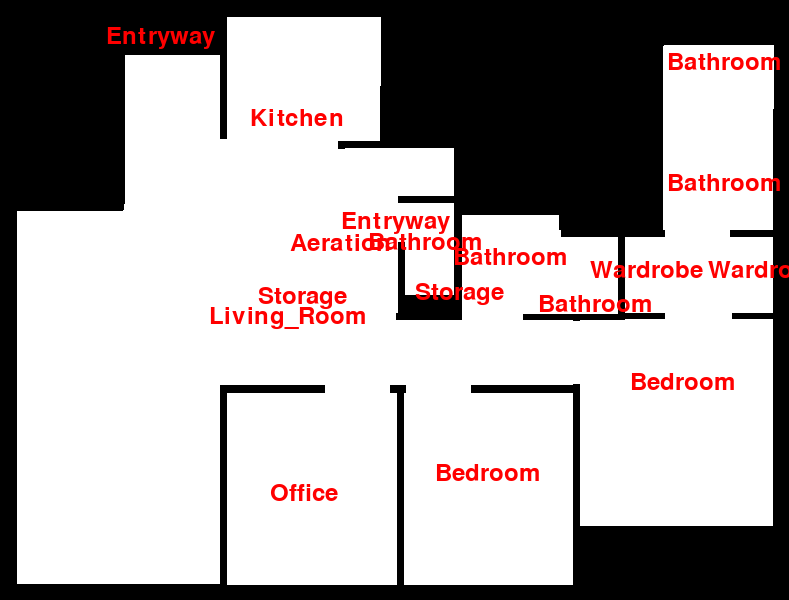 Entryway
Bathroom
Kitchen
Bathroom
Entryway
Aeration
Bathroom
Bathroom
Wardrobe
Wardro
Storage
Storage
Bathroom
Living_Room
Bedroom
Bedroom
Office